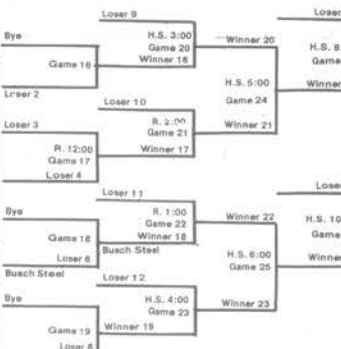 Loser 9
Loser
Bye
H.S. 3:00
Game 20
Winner 20
H.S. 8:
Game 16
Winner 16
Game
Loser 2
H.S. 5:00
Winner
Loser 3
Loser 10
Game 24
R. 2:00
Game 21
Winner 21
R. 12:00
Game 17
Winner 17
Loser 4
Loser 11
Loser
Bye
R. 1:00
Game 22
Winner 22
H.S. 10
Game 18
Winner 18
Game
Loser 6
Busch Steel
H.S. 6:00
Winner
Busch Steel
Loser 12
Game 25
Bye
H.S. 4:00
Game 23
Winner 23
Game 19
Winner 19